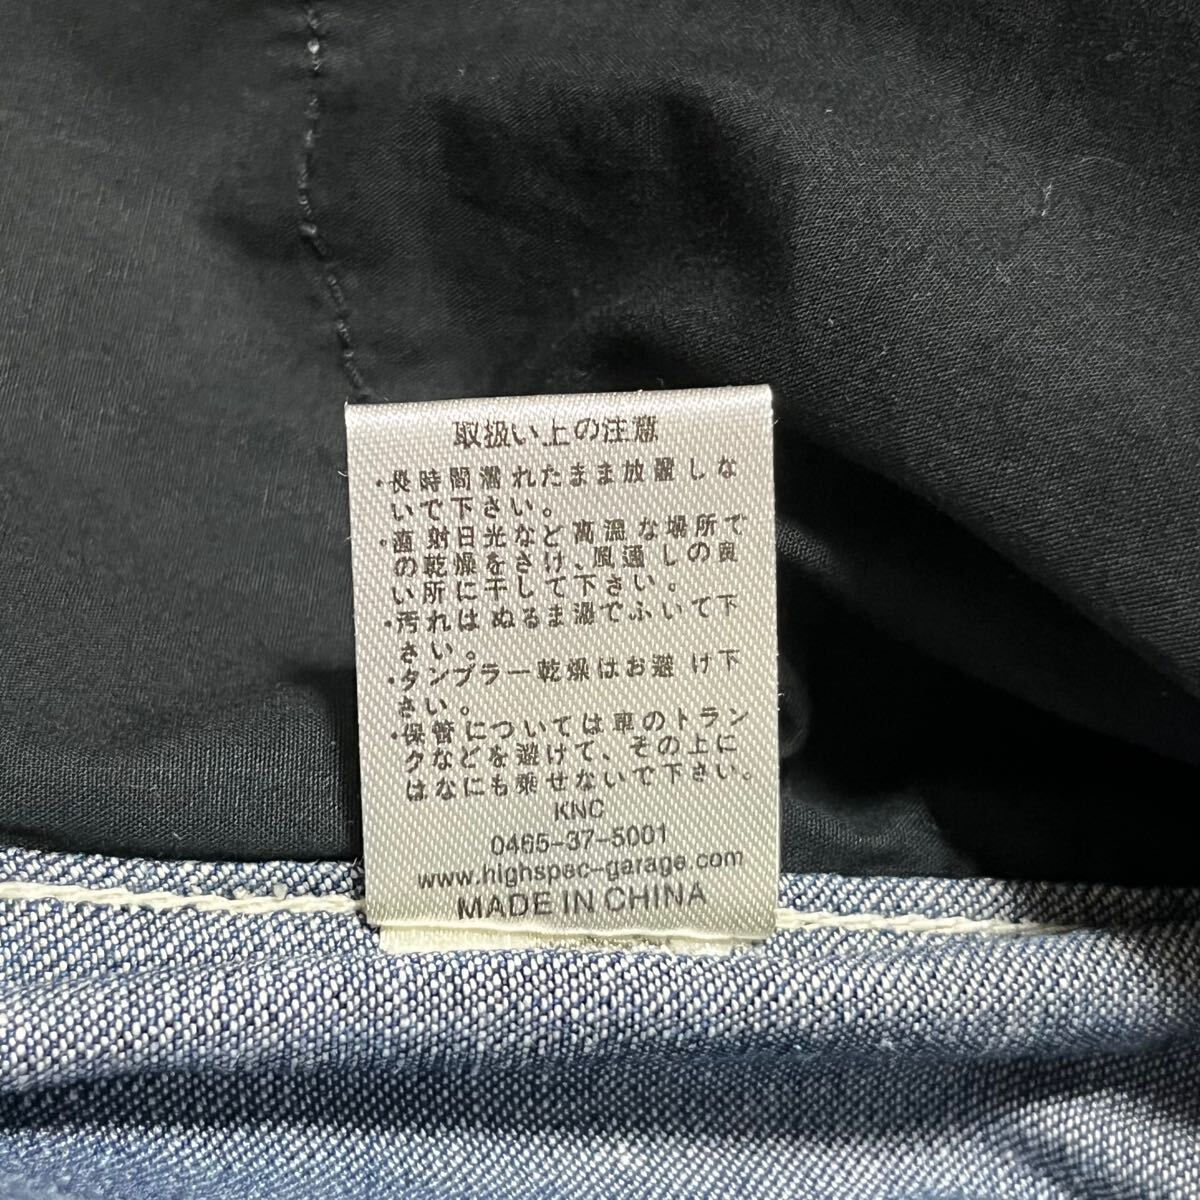 取扱い上の注意
・長時間濡れたまま放置しな
いで下さい。
・直射日光など高温な場所で
の乾燥をさけ、風通しの良
い所に干して下さい。
・汚れはぬるま湯でふいて下
さい。
・タンブラー乾燥はお避け下
さい。
・保管については車のトラン
クなどを避けて、その上に
はなにも乗せないで下さい。
KNC
0465-37-5001
www.highspec-garage.com
MADE IN CHINA